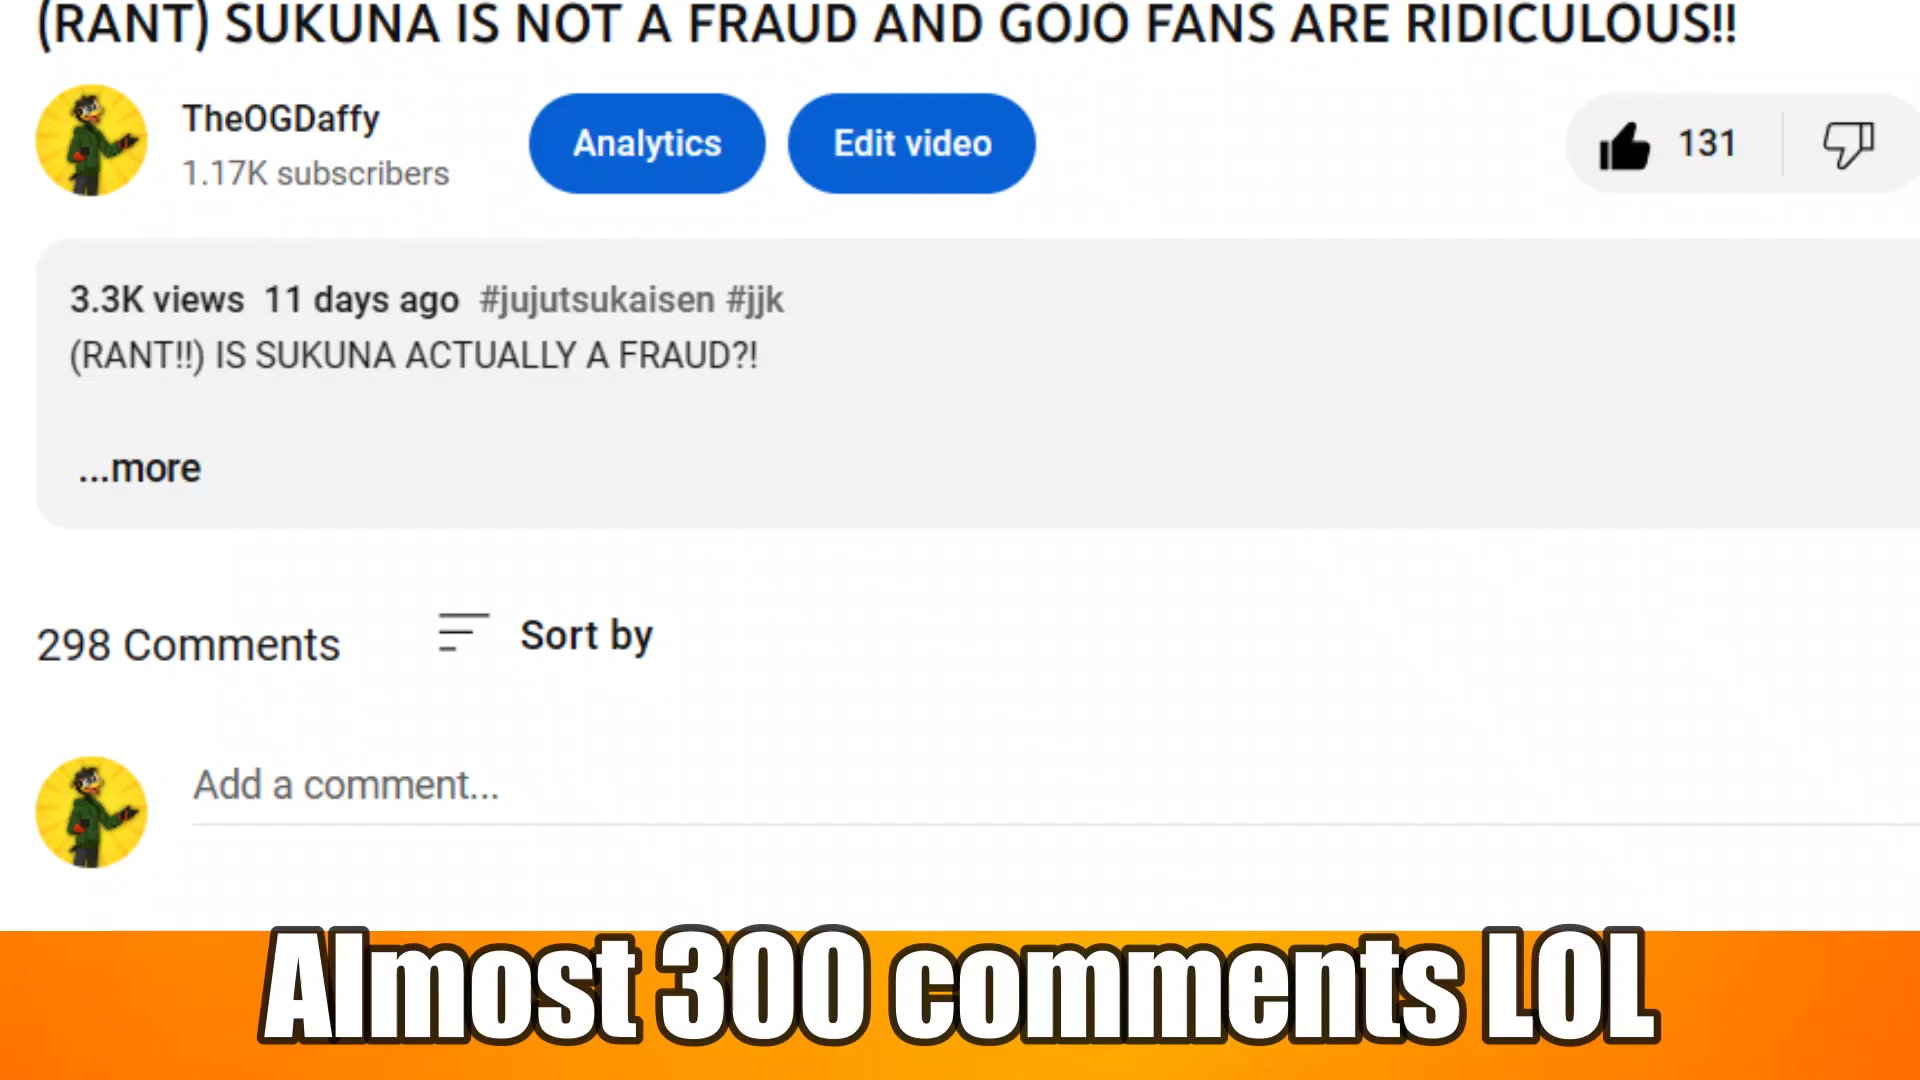 (RANT) SUKUNA IS NOT A FRAUD AND GOJO FANS ARE RIDICULOUS!!
TheOGDaffy
1.17K subscribers
Analytics
Edit video
131
3.3K views 11 days ago #jujutsukaisen #jjk
(RANT!!) IS SUKUNA ACTUALLY A FRAUD?!
...more
298 Comments
Sort by
Add a comment...
Almost 300 comments LOL